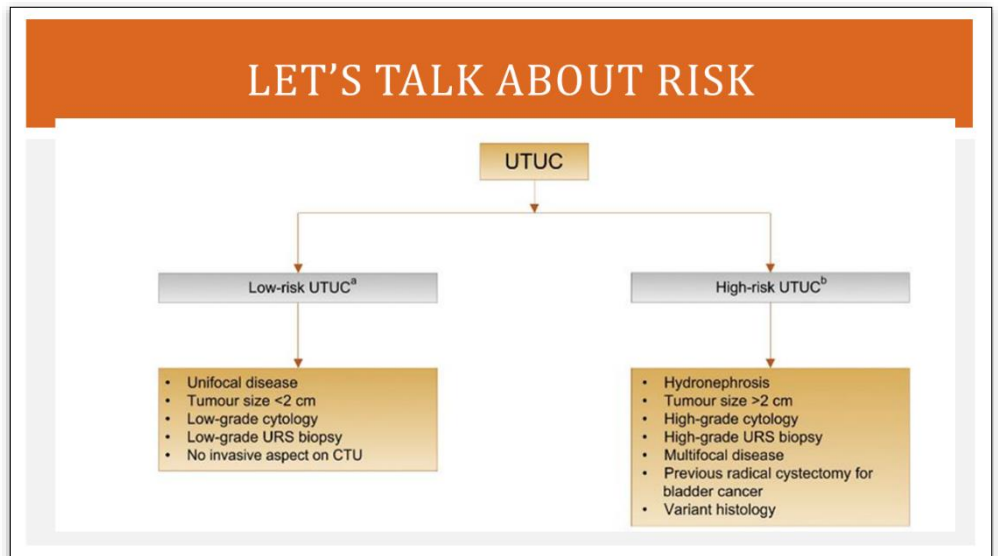 LET'S TALK ABOUT RISK
UTUC
Low-risk UTUCᵃ
High-risk UTUCᵇ
• Unifocal disease
• Tumour size <2 cm
• Low-grade cytology
• Low-grade URS biopsy
• No invasive aspect on CTU
• Hydronephrosis
• Tumour size >2 cm
• High-grade cytology
• High-grade URS biopsy
• Multifocal disease
• Previous radical cystectomy for
bladder cancer
• Variant histology